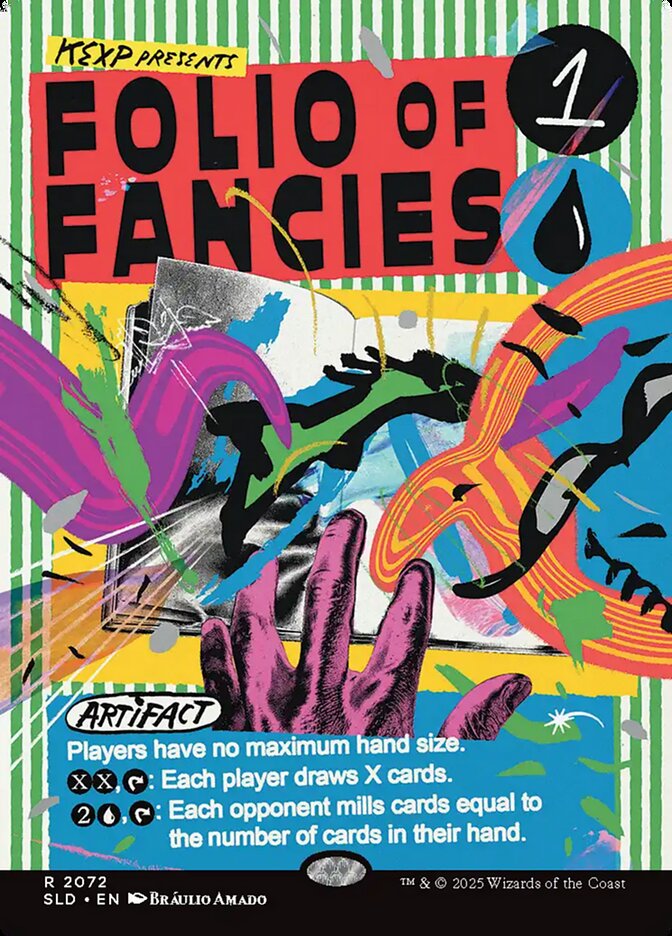 KEXP PRESENTS
FOLIO OF
FANCIES
1
ARTIFACT
Players have no maximum hand size.
X X, : Each player draws X cards.
2 , : Each opponent mills cards equal to
the number of cards in their hand.
R 2072
SLD • EN BRÁULIO AMADO
™ & © 2025 Wizards of the Coast